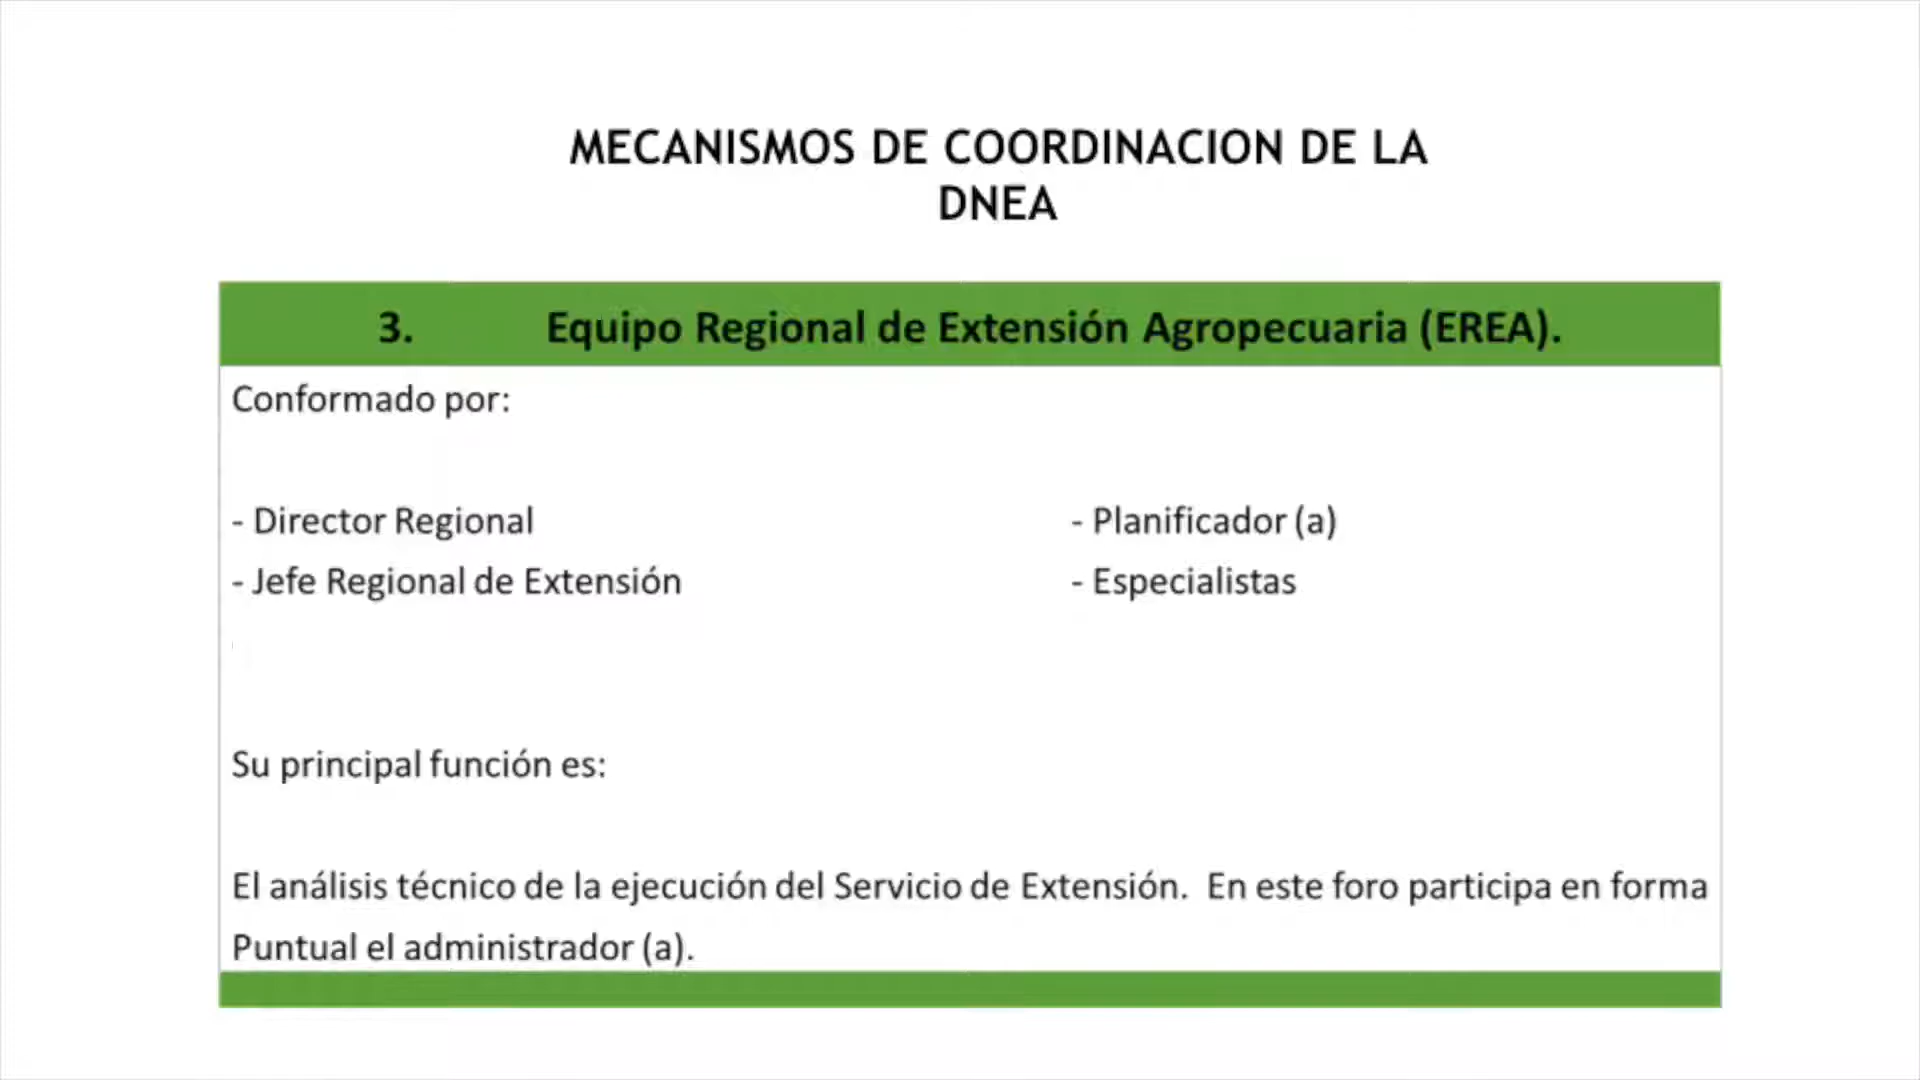 MECANISMOS DE COORDINACION DE LA
DNEA
3. Equipo Regional de Extensión Agropecuaria (EREA).
Conformado por:
- Director Regional - Planificador (a)
- Jefe Regional de Extensión - Especialistas
Su principal función es:
El análisis técnico de la ejecución del Servicio de Extensión. En este foro participa en forma
Puntual el administrador (a).